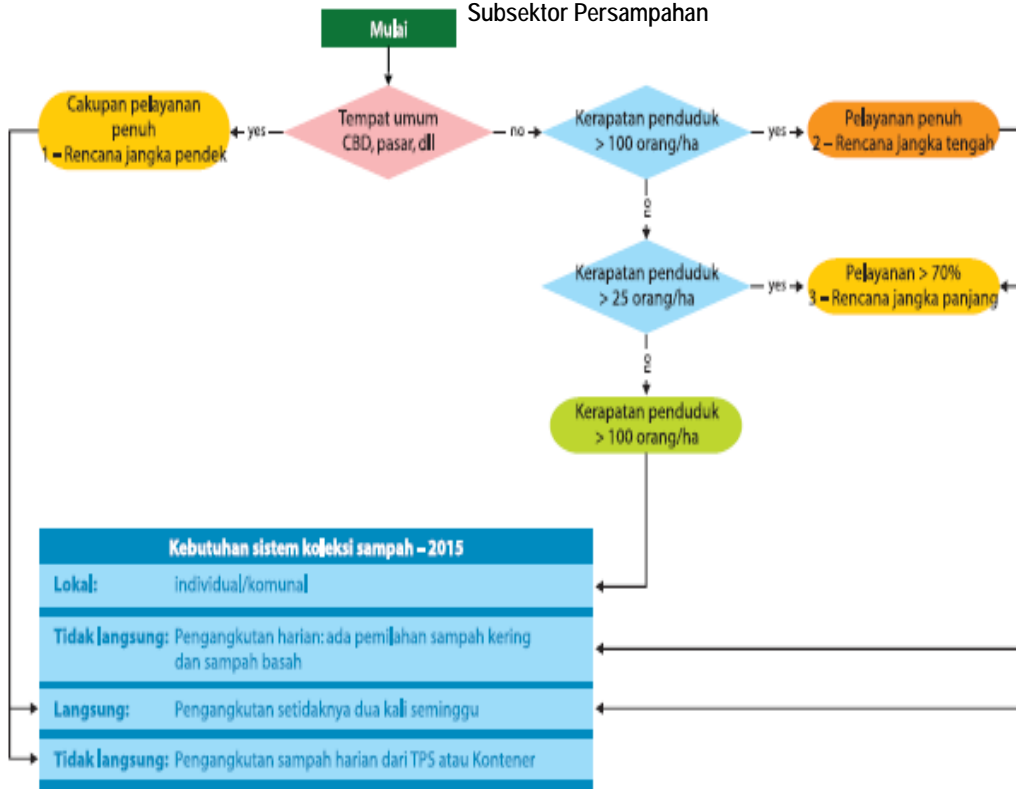 Subsektor Persampahan
Mulai
Cakupan pelayanan
penuh
1 – Rencana jangka pendek
yes
Tempat umum
CBD, pasar, dll
no
Kerapatan penduduk
> 100 orang/ha
yes
Pelayanan penuh
2 – Rencana jangka tengah
no
Kerapatan penduduk
> 25 orang/ha
yes
Pelayanan > 70%
3 – Rencana jangka panjang
no
Kerapatan penduduk
> 100 orang/ha
Kebutuhan sistem koleksi sampah – 2015
Lokal: individual/komunal
Tidak langsung: Pengangkutan harian: ada pemilahan sampah kering
dan sampah basah
Langsung: Pengangkutan setidaknya dua kali seminggu
Tidak langsung: Pengangkutan sampah harian dari TPS atau Kontener